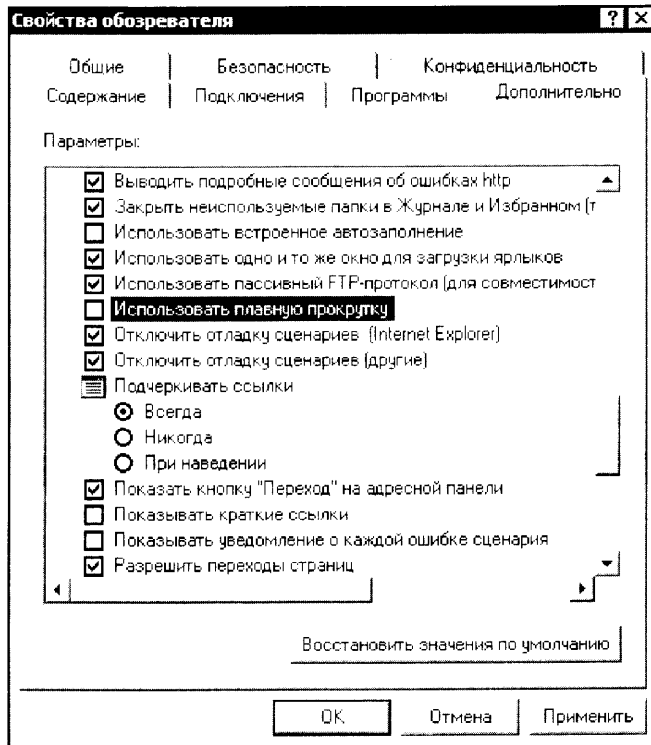 Свойства обозревателя
Общие Безопасность Конфиденциальность
Содержание Подключения Программы Дополнительно
Параметры:
Выводить подробные сообщения об ошибках http
Закрыть неиспользуемые папки в Журнале и Избранном (т
Использовать встроенное автозаполнение
Использовать одно и то же окно для загрузки ярлыков
Использовать пассивный FTP-протокол (для совместимост
Использовать плавную прокрутку
Отключить отладку сценариев (Internet Explorer)
Отключить отладку сценариев (другие)
Подчеркивать ссылки
Всегда
Никогда
При наведении
Показать кнопку "Переход" на адресной панели
Показывать краткие ссылки
Показывать уведомление о каждой ошибке сценария
Разрешить переходы страниц
Восстановить значения по умолчанию
ОК Отмена Применить